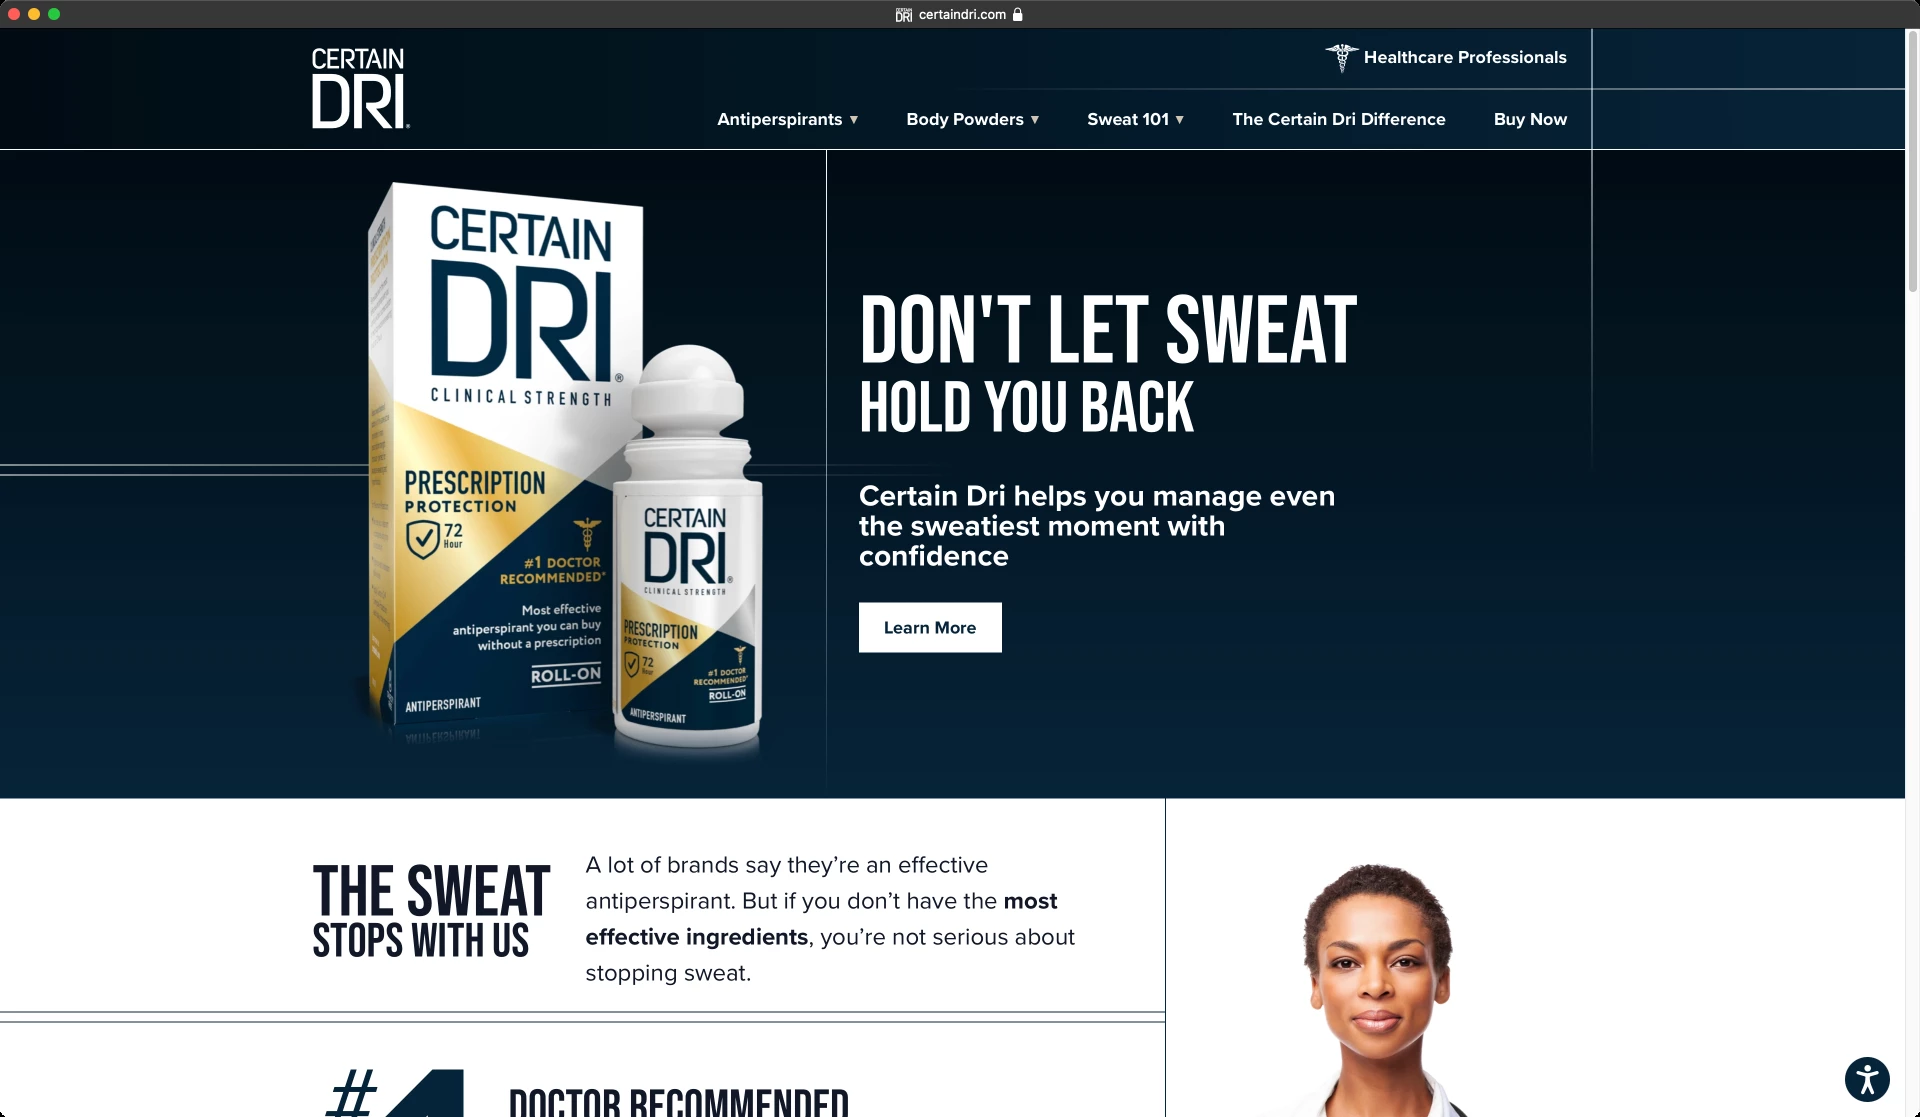 CERTAIN DRI certaindri.com
CERTAIN
DRI®
Healthcare Professionals
Antiperspirants ▼ Body Powders ▼ Sweat 101 ▼ The Certain Dri Difference Buy Now
CERTAIN
DRI®
CLINICAL STRENGTH
PRESCRIPTION
PROTECTION
72
Hour
#1 DOCTOR
RECOMMENDED*
Most effective
antiperspirant you can buy
without a prescription
ROLL-ON
ANTIPERSPIRANT
CERTAIN
DRI®
CLINICAL STRENGTH
PRESCRIPTION
PROTECTION
72
Hour
#1 DOCTOR
RECOMMENDED*
ROLL-ON
ANTIPERSPIRANT
DON'T LET SWEAT
HOLD YOU BACK
Certain Dri helps you manage even
the sweatiest moment with
confidence
Learn More
THE SWEAT
STOPS WITH US
A lot of brands say they’re an effective
antiperspirant. But if you don’t have the most
effective ingredients, you’re not serious about
stopping sweat.
#1
DOCTOR RECOMMENDED